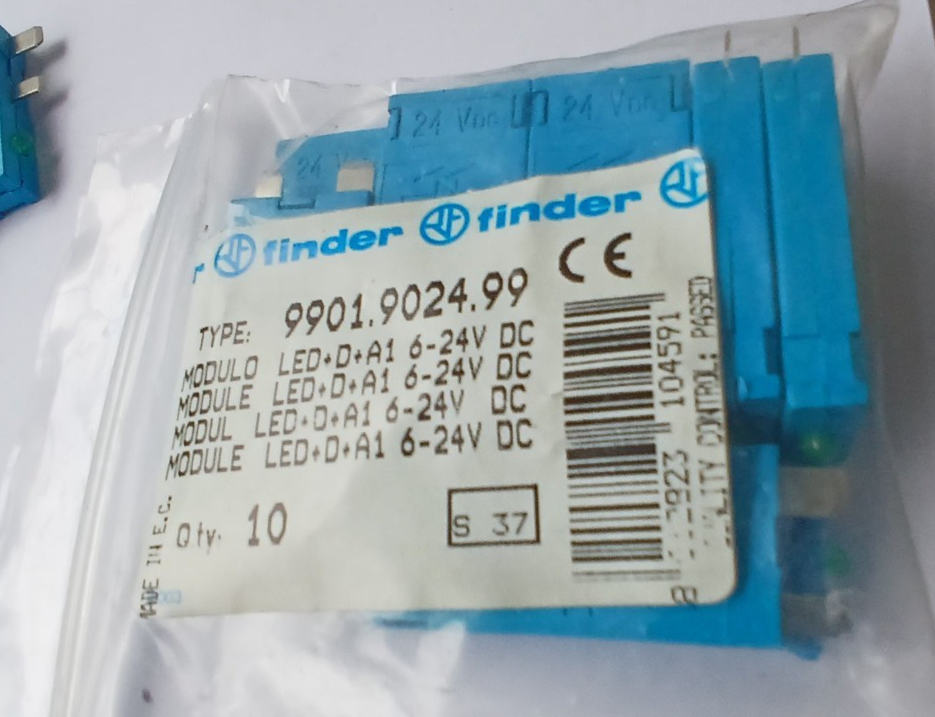 24 V
24 VDC
24 VDC
finder finder
TYPE: 9901.9024.99
CE
MODULO LED+D+A1 6-24V DC
MODULE LED+D+A1 6-24V DC
MODUL LED+D+A1 6-24V DC
MODULE LED+D+A1 6-24V DC
Qty. 10
S 37
MADE IN E.C.
104591
CONTROL: PASSED